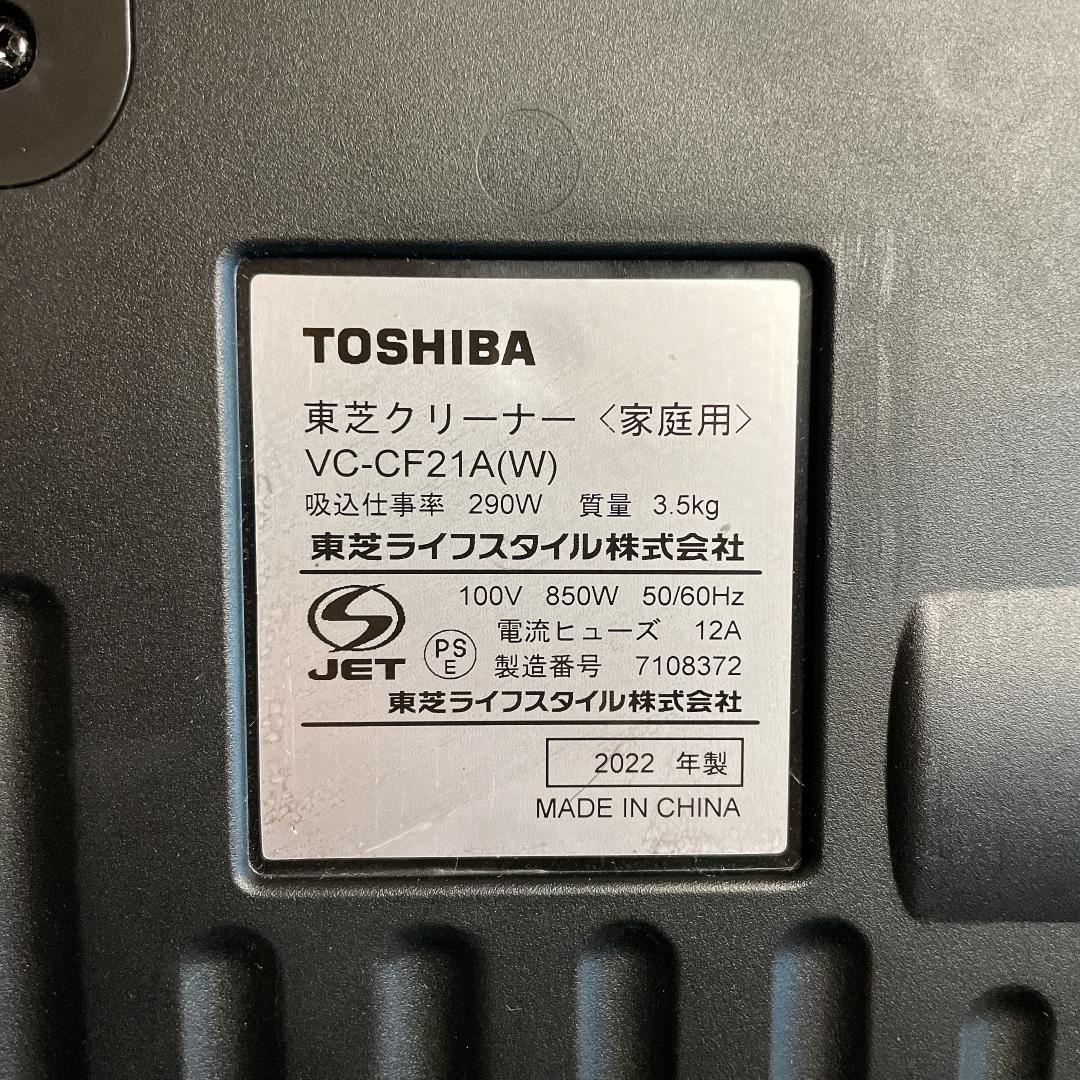 TOSHIBA
東芝クリーナー〈家庭用〉
VC-CF21A(W)
吸込仕事率 290W 質量 3.5kg
東芝ライフスタイル株式会社
100V 850W 50/60Hz
電流ヒューズ 12A
JET
PS
E
製造番号 7108372
東芝ライフスタイル株式会社
2022 年製
MADE IN CHINA